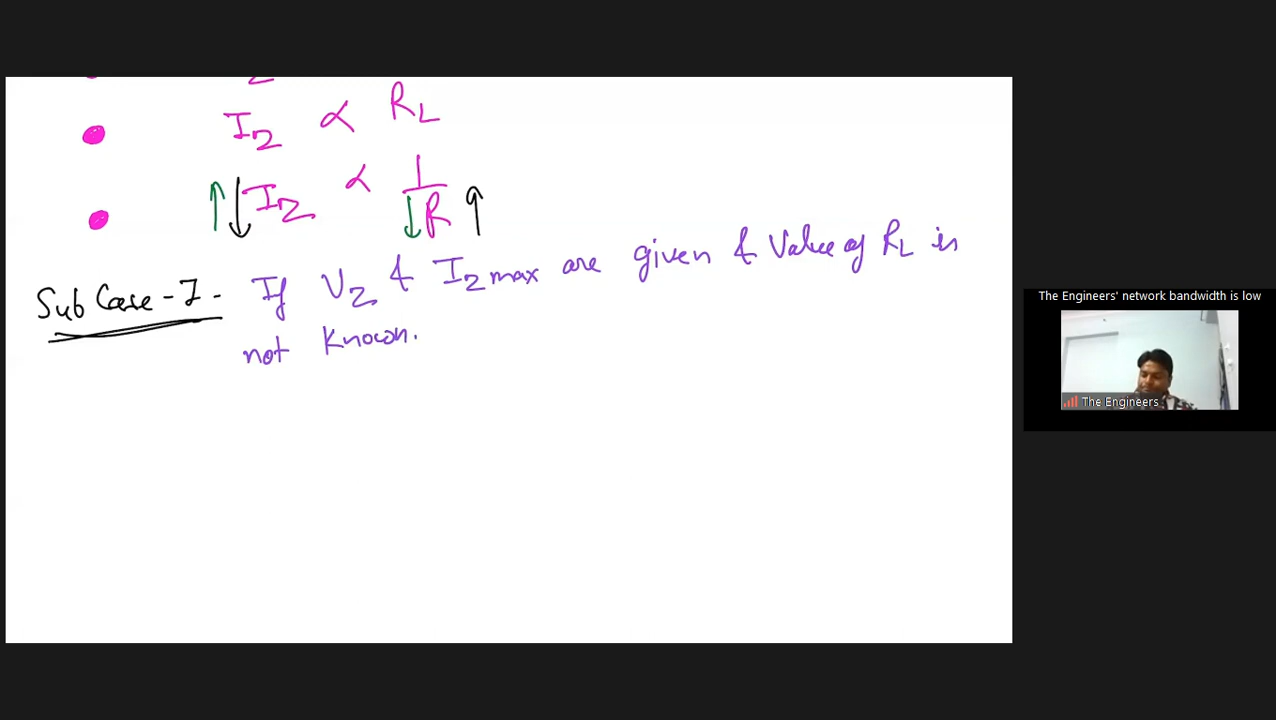 I_Z ∝ R_L
↑↓ I_Z ∝ 1/↓R ↑
Sub Case-I- If V_Z & I_Z max are given & Value of R_L is
not known.
The Engineers' network bandwidth is low
The Engineers